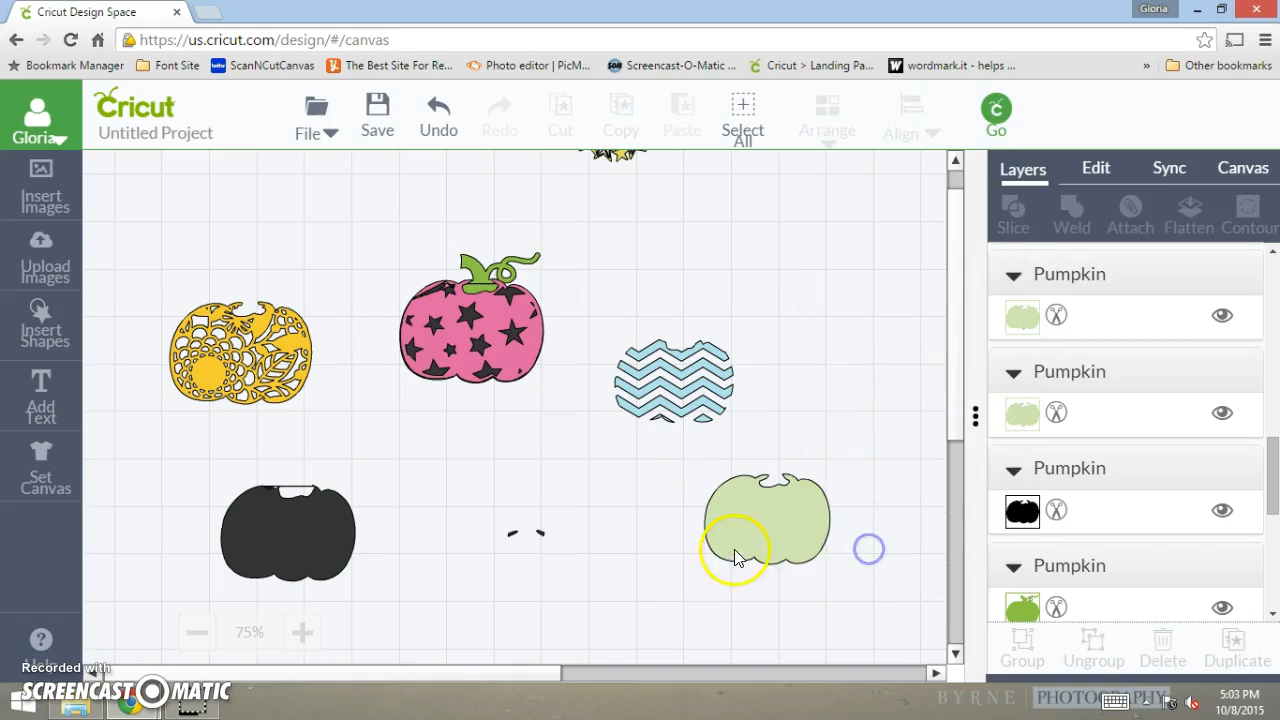 Cricut Design Space
Gloria
https://us.cricut.com/design/#/canvas
Bookmark Manager Font Site ScanNCutCanvas The Best Site For Re... Photo editor | PicM... Screencast-O-Matic ... Cricut > Landing Pa... wordmark.it - helps ... » Other bookmarks
Gloria
Cricut
Untitled Project
File
Save
Undo
Redo
Cut
Copy
Paste
Select
All
Arrange
Align
Go
Insert
Images
Upload
Images
Insert
Shapes
Add
Text
Set
Canvas
Help
75%
Layers Edit Sync Canvas
Slice Weld Attach Flatten Contour
Pumpkin
Pumpkin
Pumpkin
Pumpkin
Group Ungroup Delete Duplicate
Recorded with
SCREENCAST-O-MATIC
BYRNE PHOTOGRAPHY
5:03 PM
10/8/2015